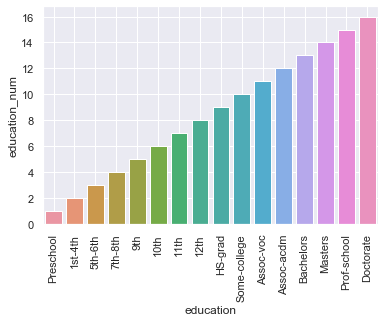 16
14
12
10
8
6
4
2
0
education_num
Preschool
1st-4th
5th-6th
7th-8th
9th
10th
11th
12th
HS-grad
Some-college
Assoc-voc
Assoc-acdm
Bachelors
Masters
Prof-school
Doctorate
education